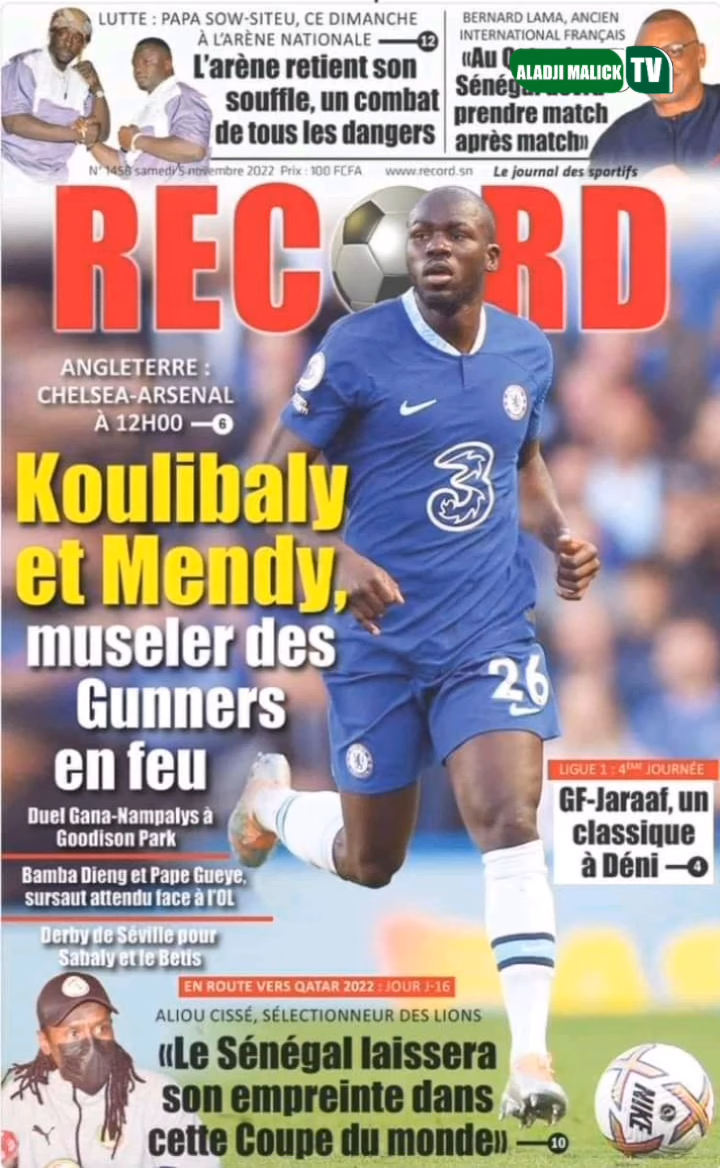 LUTTE : PAPA SOW-SITEU, CE DIMANCHE
À L'ARÈNE NATIONALE 12
L'arène retient son
souffle, un combat
de tous les dangers
BERNARD LAMA, ANCIEN
INTERNATIONAL FRANÇAIS
«Au
Sénégal
prendre match
après match»
ALADJI MALICK TV
N° 1458 samedi 5 novembre 2022 Prix : 100 FCFA www.record.sn Le journal des sportifs
RECORD
ANGLETERRE :
CHELSEA-ARSENAL
À 12H00 6
Koulibaly
et Mendy,
museler des
Gunners
en feu
3
26
Duel Gana-Nampalys à
Goodison Park
Bamba Dieng et Pape Gueye,
sursaut attendu face à l'OL
Derby de Séville pour
Sabaly et le Betis
LIGUE 1 : 4ÈME JOURNÉE
GF-Jaraaf, un
classique
à Déni 4
EN ROUTE VERS QATAR 2022 : JOUR J-16
ALIOU CISSÉ, SÉLECTIONNEUR DES LIONS
«Le Sénégal laissera
son empreinte dans
cette Coupe du monde» 10
NIKE